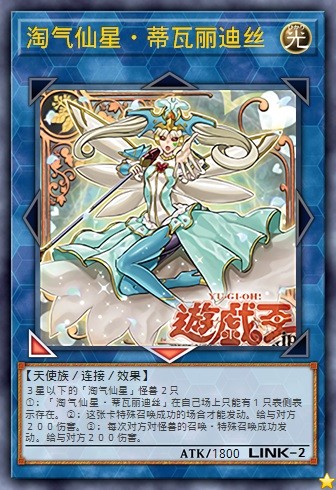 淘气仙星・蒂瓦丽迪丝
光
YU-GI-OH!
遊戯王
.jp
【天使族／连接／效果】
３星以下的「淘气仙星」怪兽２只
①：「淘气仙星・蒂瓦丽迪丝」在自己场上只能有１只表侧表
示存在。②：这张卡特殊召唤成功的场合才能发动。给与对方
２００伤害。③：每次对方对怪兽的召唤・特殊召唤成功发
动。给与对方２００伤害。
ATK/1800 LINK-2